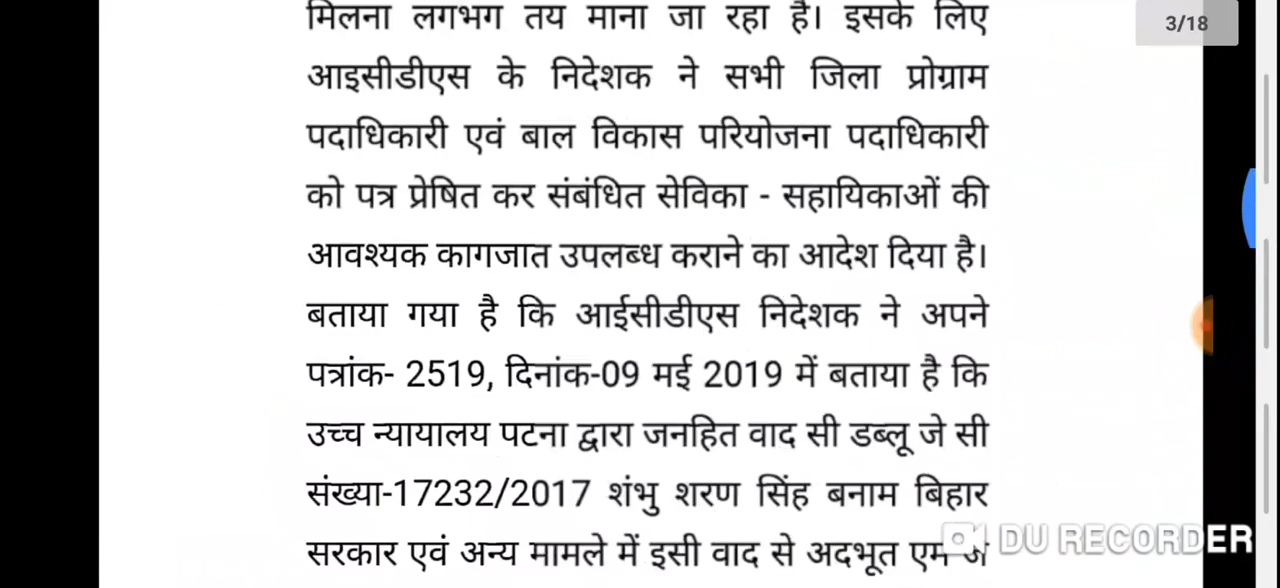 मिलना लगभग तय माना जा रहा है। इसके लिए
3/18
आइसीडीएस के निदेशक ने सभी जिला प्रोग्राम
पदाधिकारी एवं बाल विकास परियोजना पदाधिकारी
को पत्र प्रेषित कर संबंधित सेविका - सहायिकाओं की
आवश्यक कागजात उपलब्ध कराने का आदेश दिया है।
बताया गया है कि आईसीडीएस निदेशक ने अपने
पत्रांक- 2519, दिनांक-09 मई 2019 में बताया है कि
उच्च न्यायालय पटना द्वारा जनहित वाद सी डब्लू जे सी
संख्या-17232/2017 शंभु शरण सिंह बनाम बिहार
सरकार एवं अन्य मामले में इसी वाद से अदभूत एम
DU RECORDER